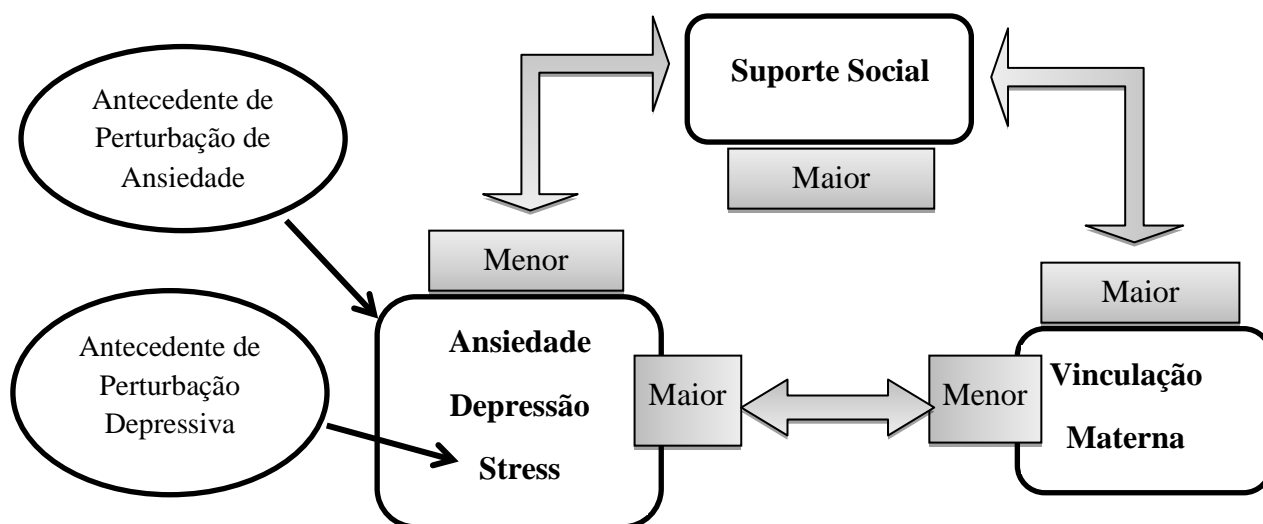 Antecedente de
Perturbação de
Ansiedade
Suporte Social
Maior
Menor
Maior
Antecedente de
Perturbação
Depressiva
Ansiedade
Depressão
Stress
Maior
Menor
Vinculação
Materna